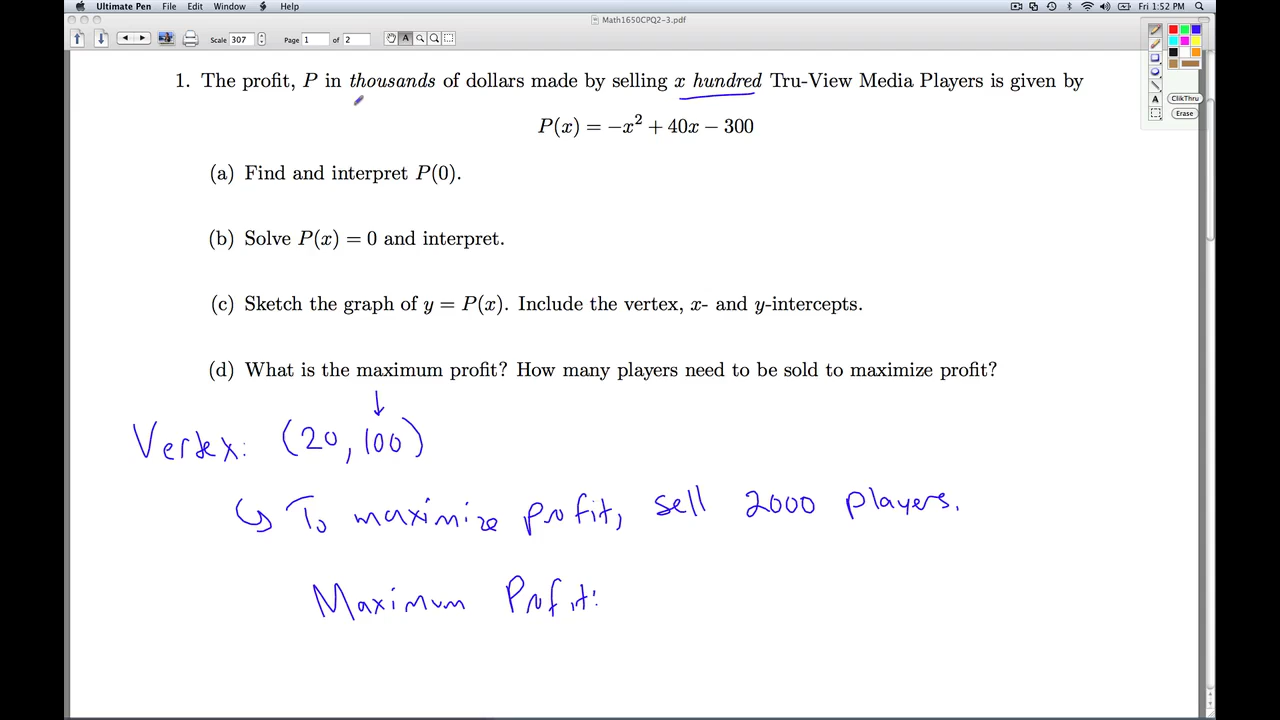 Ultimate Pen File Edit Window Help Fri 1:52 PM
Math1650CPQ2-3.pdf
Scale 307 Page 1 of 2 A
1. The profit, P in thousands of dollars made by selling x hundred Tru-View Media Players is given by
P(x) = −x² + 40x − 300
(a) Find and interpret P(0).
(b) Solve P(x) = 0 and interpret.
(c) Sketch the graph of y = P(x). Include the vertex, x- and y-intercepts.
(d) What is the maximum profit? How many players need to be sold to maximize profit?
Vertex: (20, 100)
To maximize profit, sell 2000 players.
Maximum Profit:
A
ClikThru
Erase